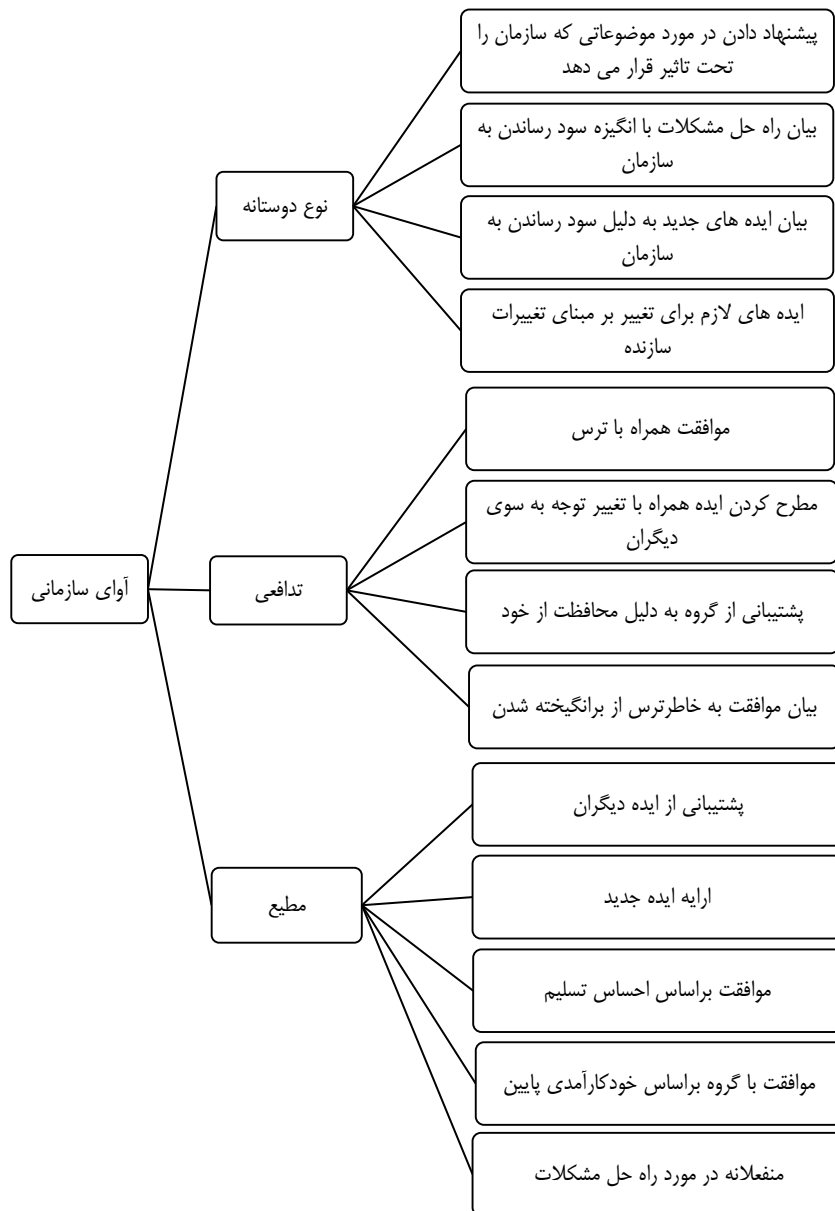 پیشنهاد دادن در مورد موضوعاتی که سازمان را
تحت تاثیر قرار می دهد
بیان راه حل مشکلات با انگیزه سود رساندن به
سازمان
نوع دوستانه
بیان ایده های جدید به دلیل سود رساندن به
سازمان
ایده های لازم برای تغییر بر مبنای تغییرات
سازنده
موافقت همراه با ترس
مطرح کردن ایده همراه با تغییر توجه به سوی
دیگران
آوای سازمانی
تدافعی
پشتیبانی از گروه به دلیل محافظت از خود
بیان موافقت به خاطرترس از برانگیخته شدن
پشتیبانی از ایده دیگران
مطیع
ارایه ایده جدید
موافقت براساس احساس تسلیم
موافقت با گروه براساس خودکارآمدی پایین
منفعلانه در مورد راه حل مشکلات